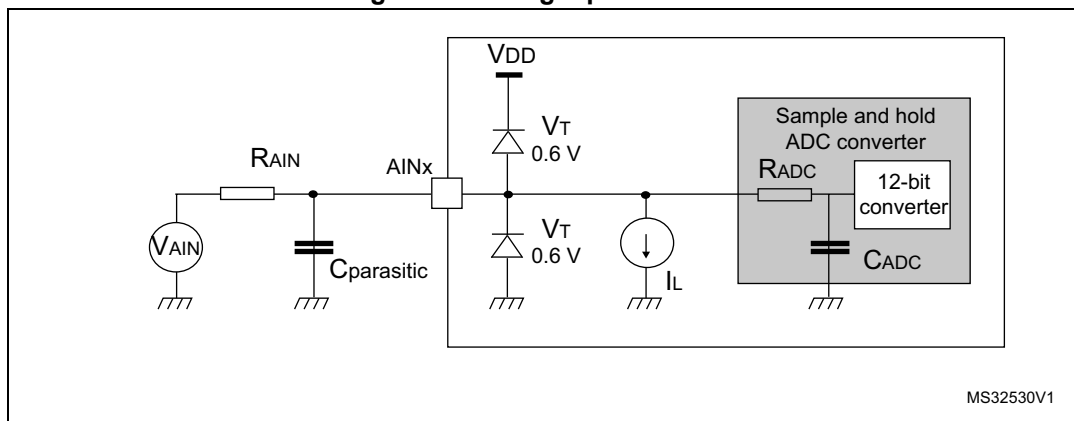 VDD
Sample and hold
ADC converter
VT
0.6 V
RAIN
AINx
RADC
12-bit
converter
VAIN
Cparasitic
VT
0.6 V
IL
CADC
MS32530V1